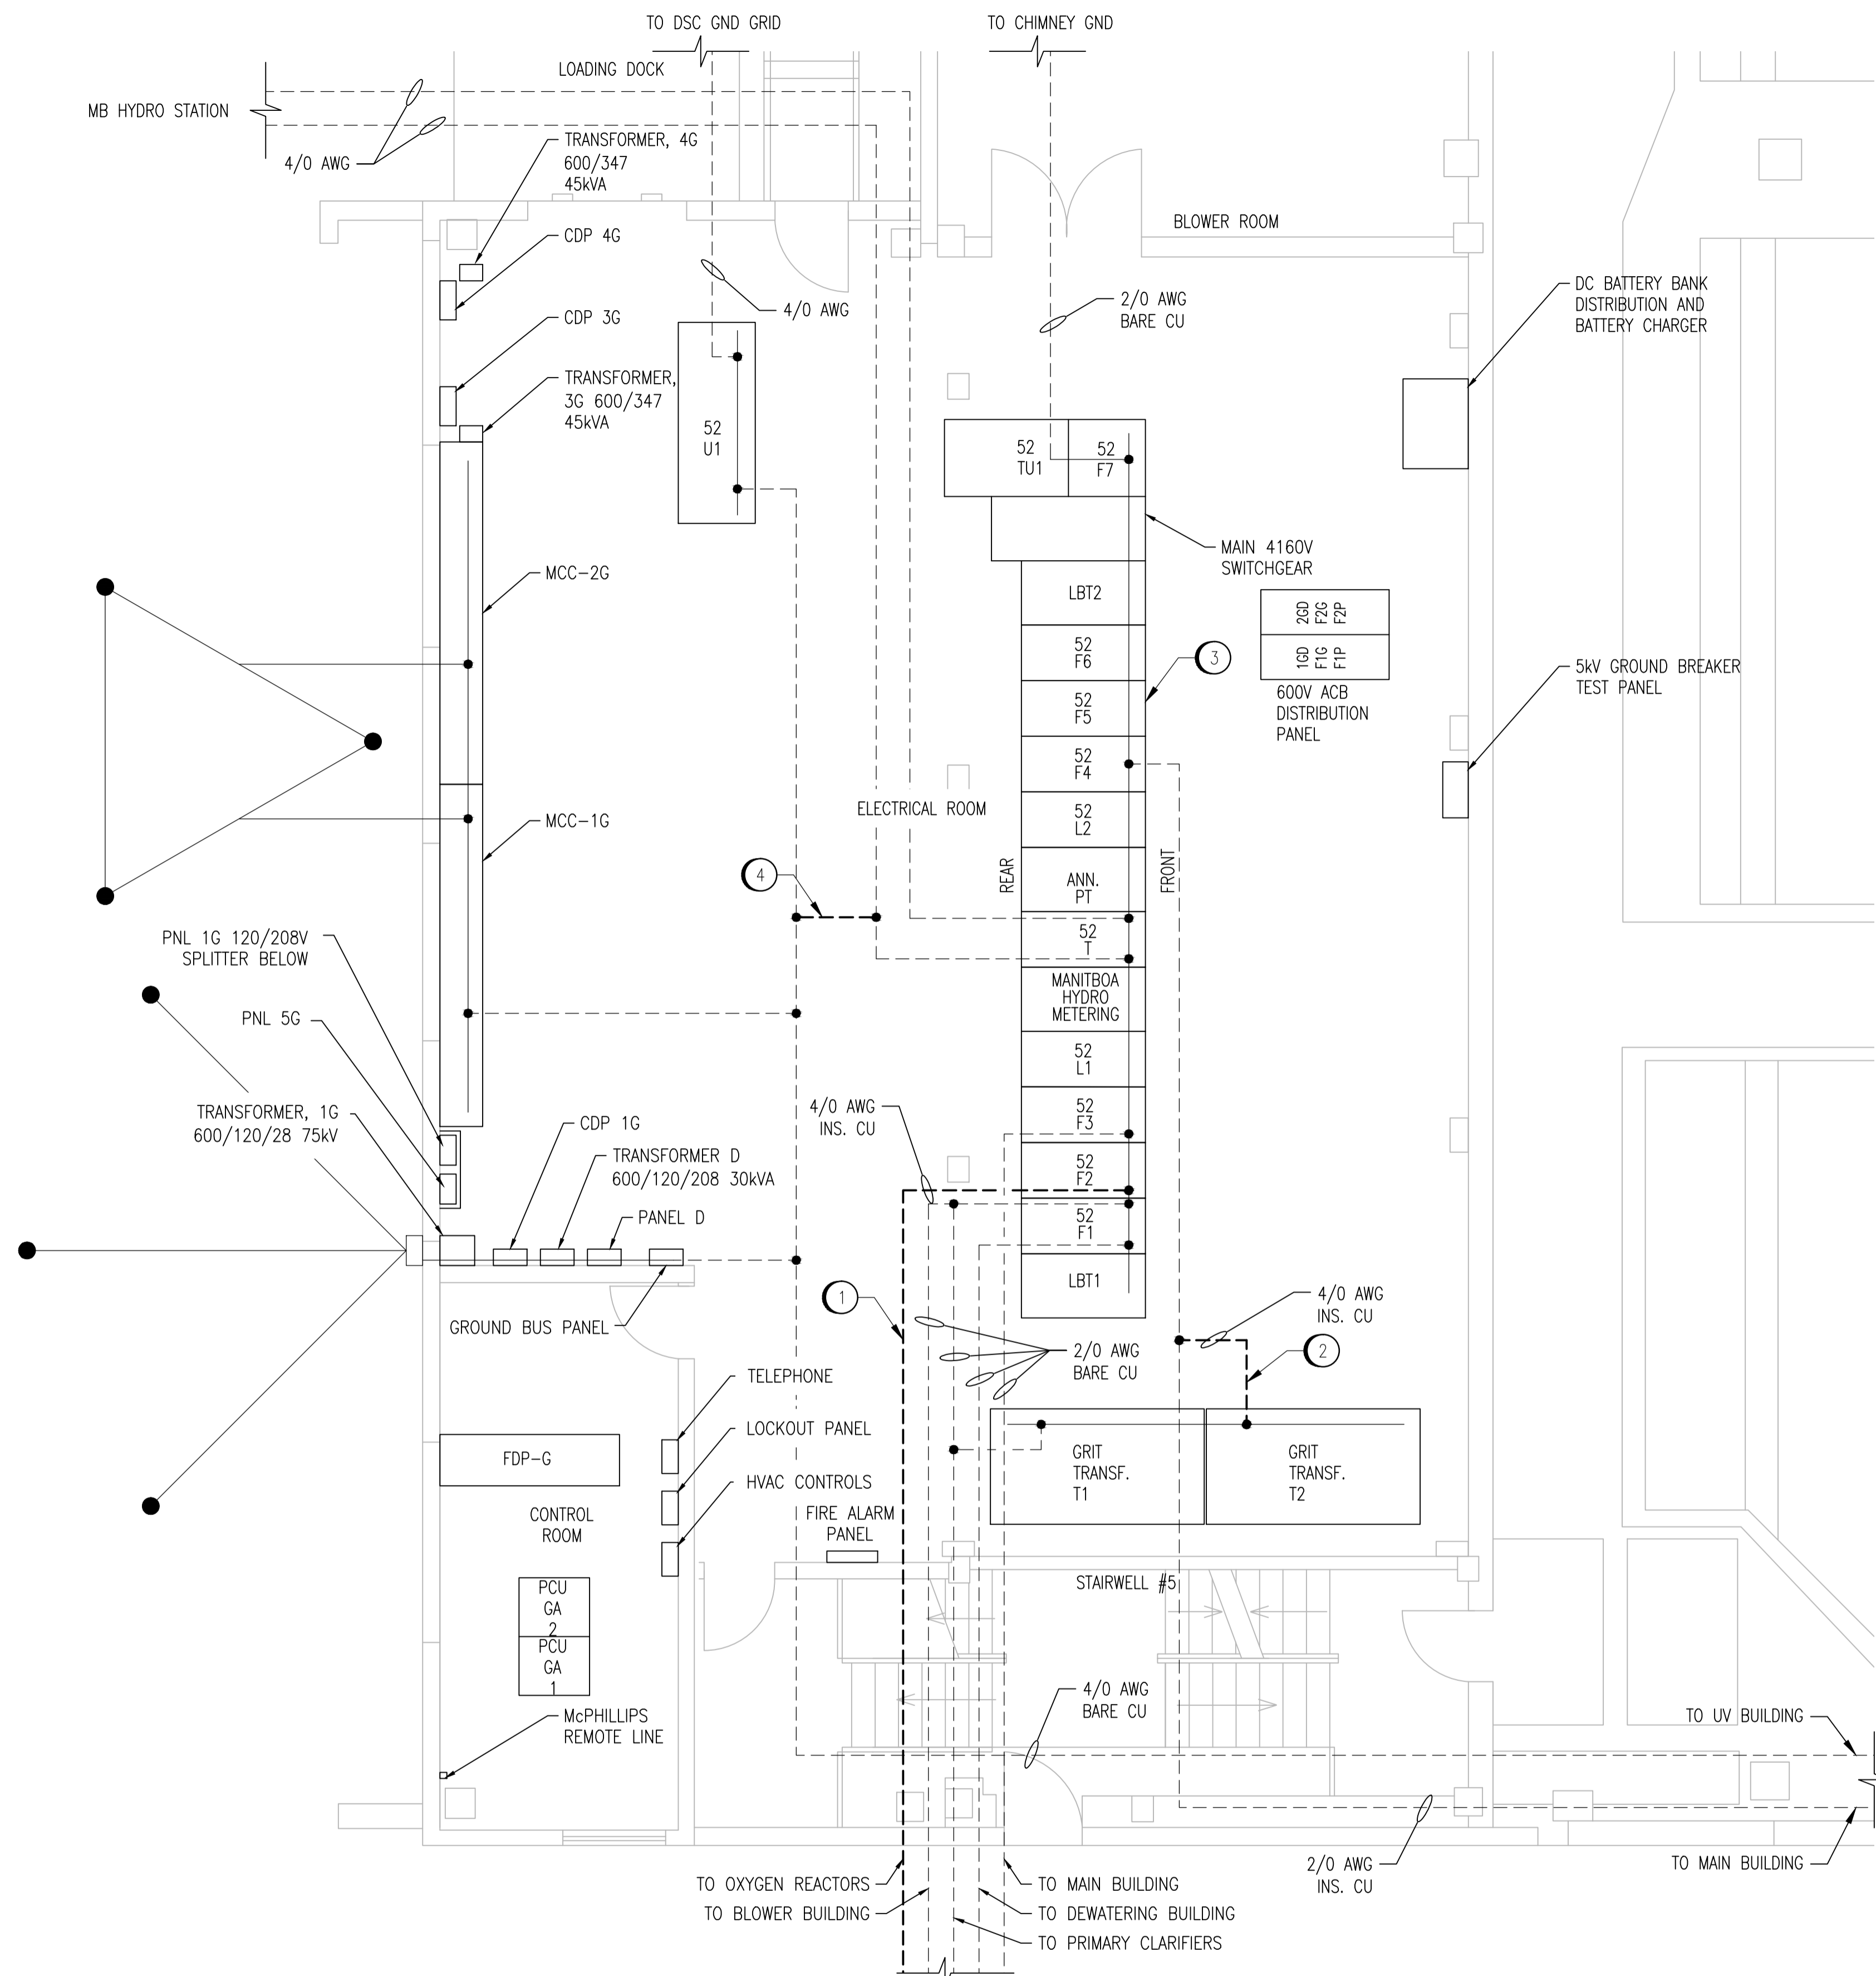 TO DSC GND GRID
TO CHIMNEY GND
LOADING DOCK
MB HYDRO STATION
4/0 AWG
TRANSFORMER, 4G
600/347
45kVA
CDP 4G
BLOWER ROOM
CDP 3G
4/0 AWG
2/0 AWG
BARE CU
DC BATTERY BANK
DISTRIBUTION AND
BATTERY CHARGER
TRANSFORMER,
3G 600/347
45kVA
52
U1
52
TU1
52
F7
MAIN 4160V
SWITCHGEAR
MCC-2G
LBT2
2GD
F2G
F2P
1GD
F1G
F1P
600V ACB
DISTRIBUTION
PANEL
52
F6
3
5kV GROUND BREAKER
TEST PANEL
52
F5
52
F4
ELECTRICAL ROOM
52
L2
MCC-1G
REAR
FRONT
4
ANN.
PT
PNL 1G 120/208V
SPLITTER BELOW
52
T
MANITBOA
HYDRO
METERING
PNL 5G
52
L1
TRANSFORMER, 1G
600/120/28 75kV
CDP 1G
4/0 AWG
INS. CU
52
F3
TRANSFORMER D
600/120/208 30kVA
52
F2
PANEL D
52
F1
LBT1
1
GROUND BUS PANEL
4/0 AWG
INS. CU
2/0 AWG
BARE CU
2
TELEPHONE
LOCKOUT PANEL
HVAC CONTROLS
FDP-G
GRIT
TRANSF.
T1
GRIT
TRANSF.
T2
CONTROL
ROOM
FIRE ALARM
PANEL
STAIRWELL #5
PCU
GA
2
PCU
GA
1
McPHILLIPS
REMOTE LINE
4/0 AWG
BARE CU
TO UV BUILDING
2/0 AWG
INS. CU
TO MAIN BUILDING
TO OXYGEN REACTORS
TO MAIN BUILDING
TO BLOWER BUILDING
TO DEWATERING BUILDING
TO PRIMARY CLARIFIERS